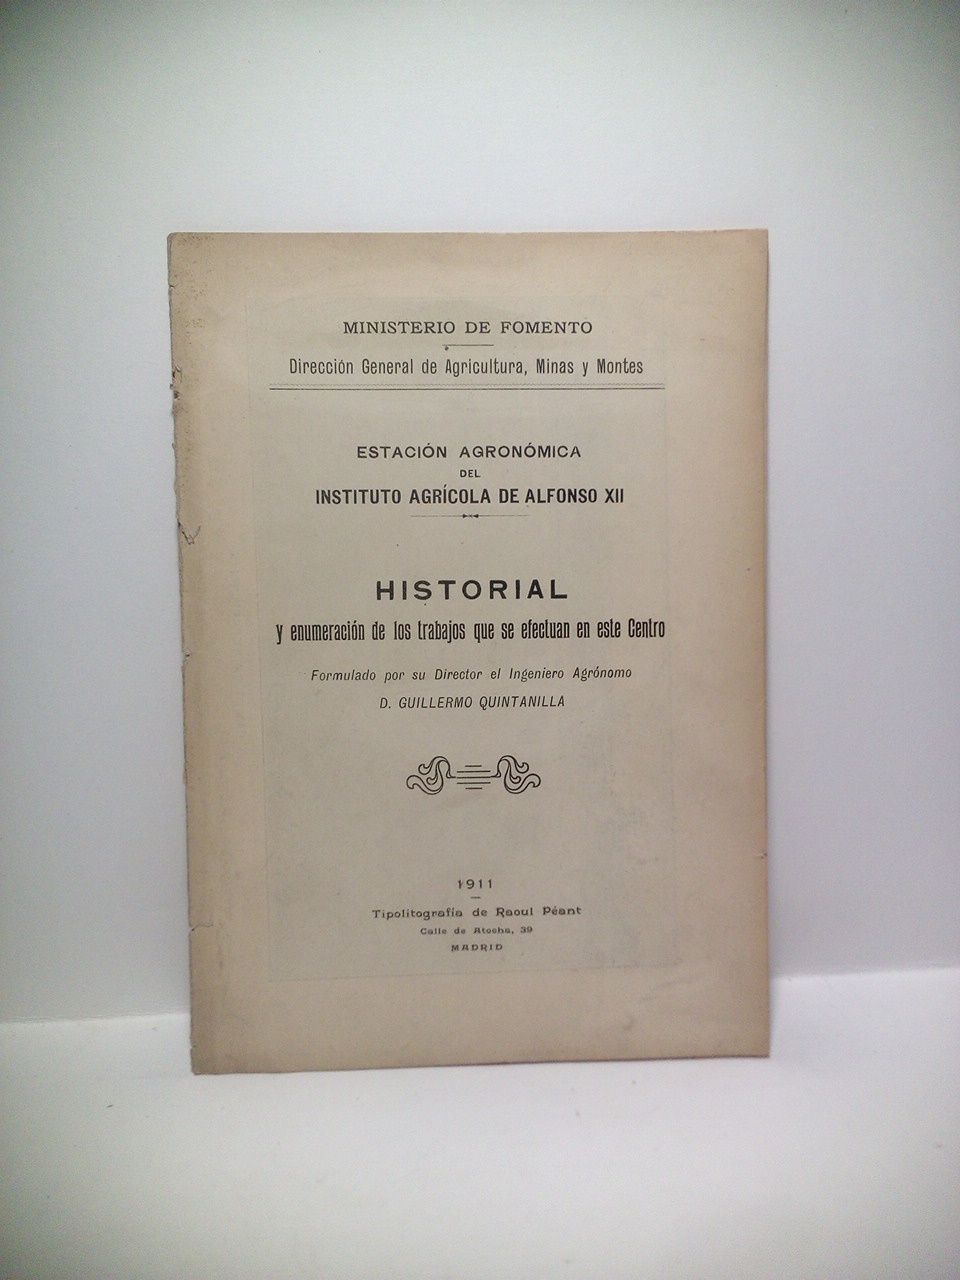 MINISTERIO DE FOMENTO
Dirección General de Agricultura, Minas y Montes
ESTACIÓN AGRONÓMICA
DEL
INSTITUTO AGRÍCOLA DE ALFONSO XII
HISTORIAL
y enumeración de los trabajos que se efectuan en este Centro
Formulado por su Director el Ingeniero Agrónomo
D. GUILLERMO QUINTANILLA
1911
Tipolitografía de Raoul Péant
Calle de Atocha, 39
MADRID